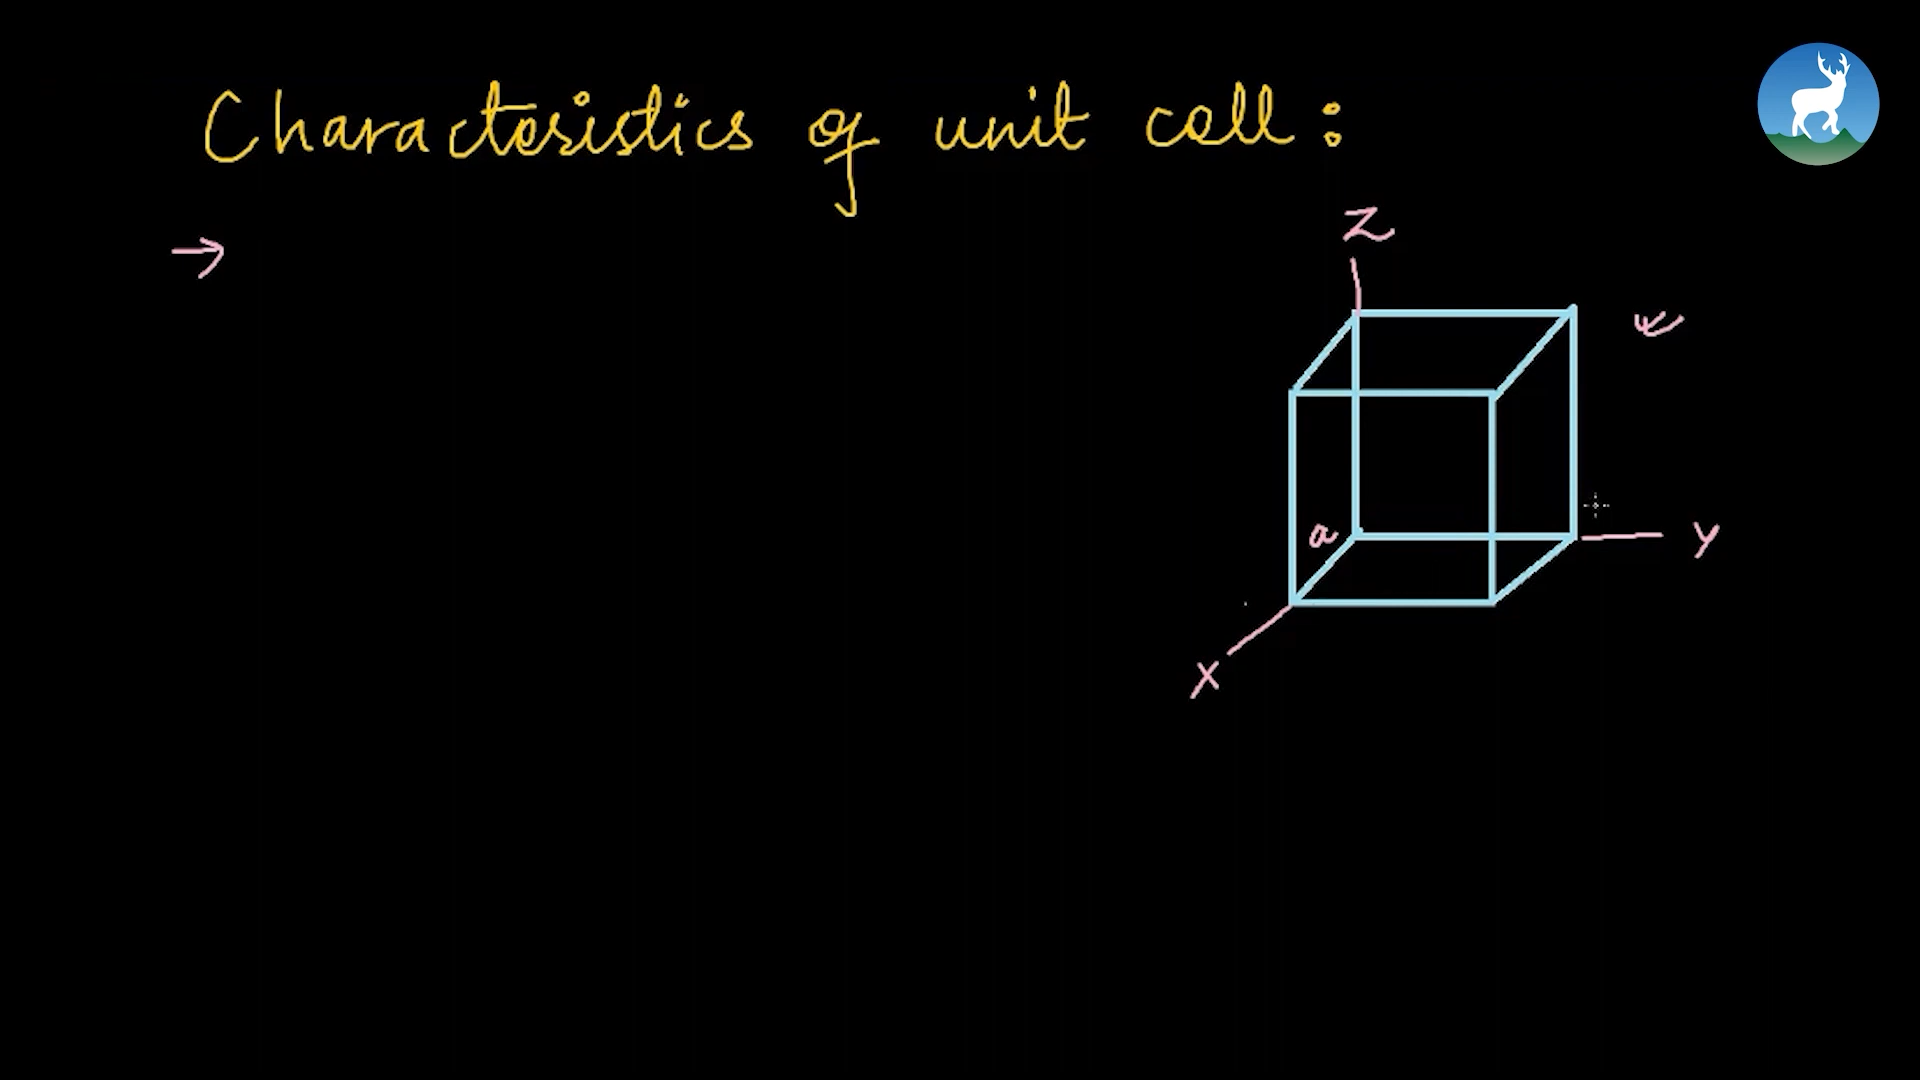 Characteristics of unit cell:
→
Z
a
y
X